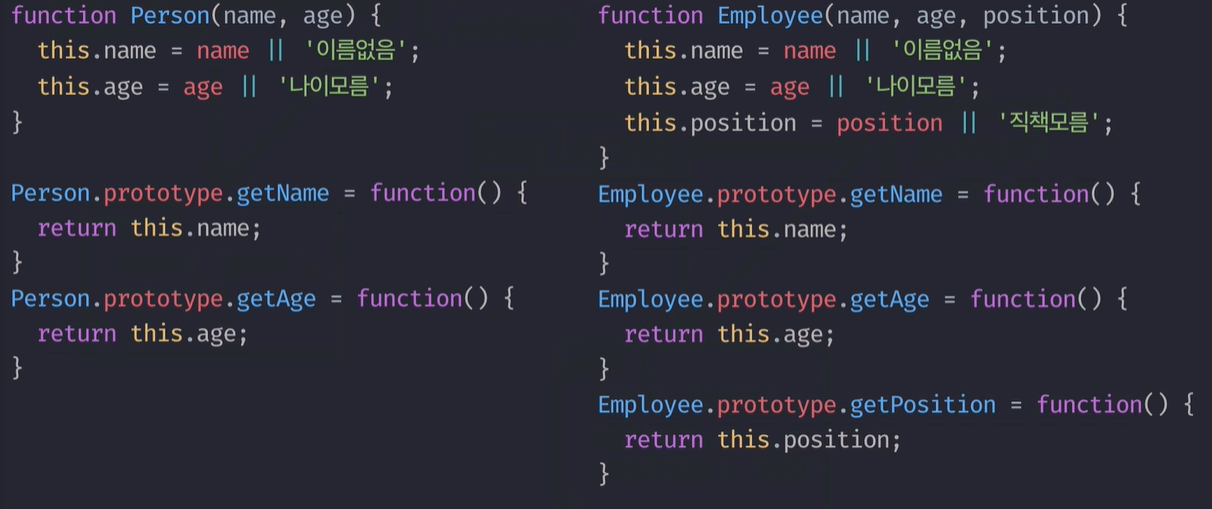 function Person(name, age) {
  this.name = name || '이름없음';
  this.age = age || '나이모름';
}
Person.prototype.getName = function() {
  return this.name;
}
Person.prototype.getAge = function() {
  return this.age;
}
function Employee(name, age, position) {
  this.name = name || '이름없음';
  this.age = age || '나이모름';
  this.position = position || '직책모름';
}
Employee.prototype.getName = function() {
  return this.name;
}
Employee.prototype.getAge = function() {
  return this.age;
}
Employee.prototype.getPosition = function() {
  return this.position;
}